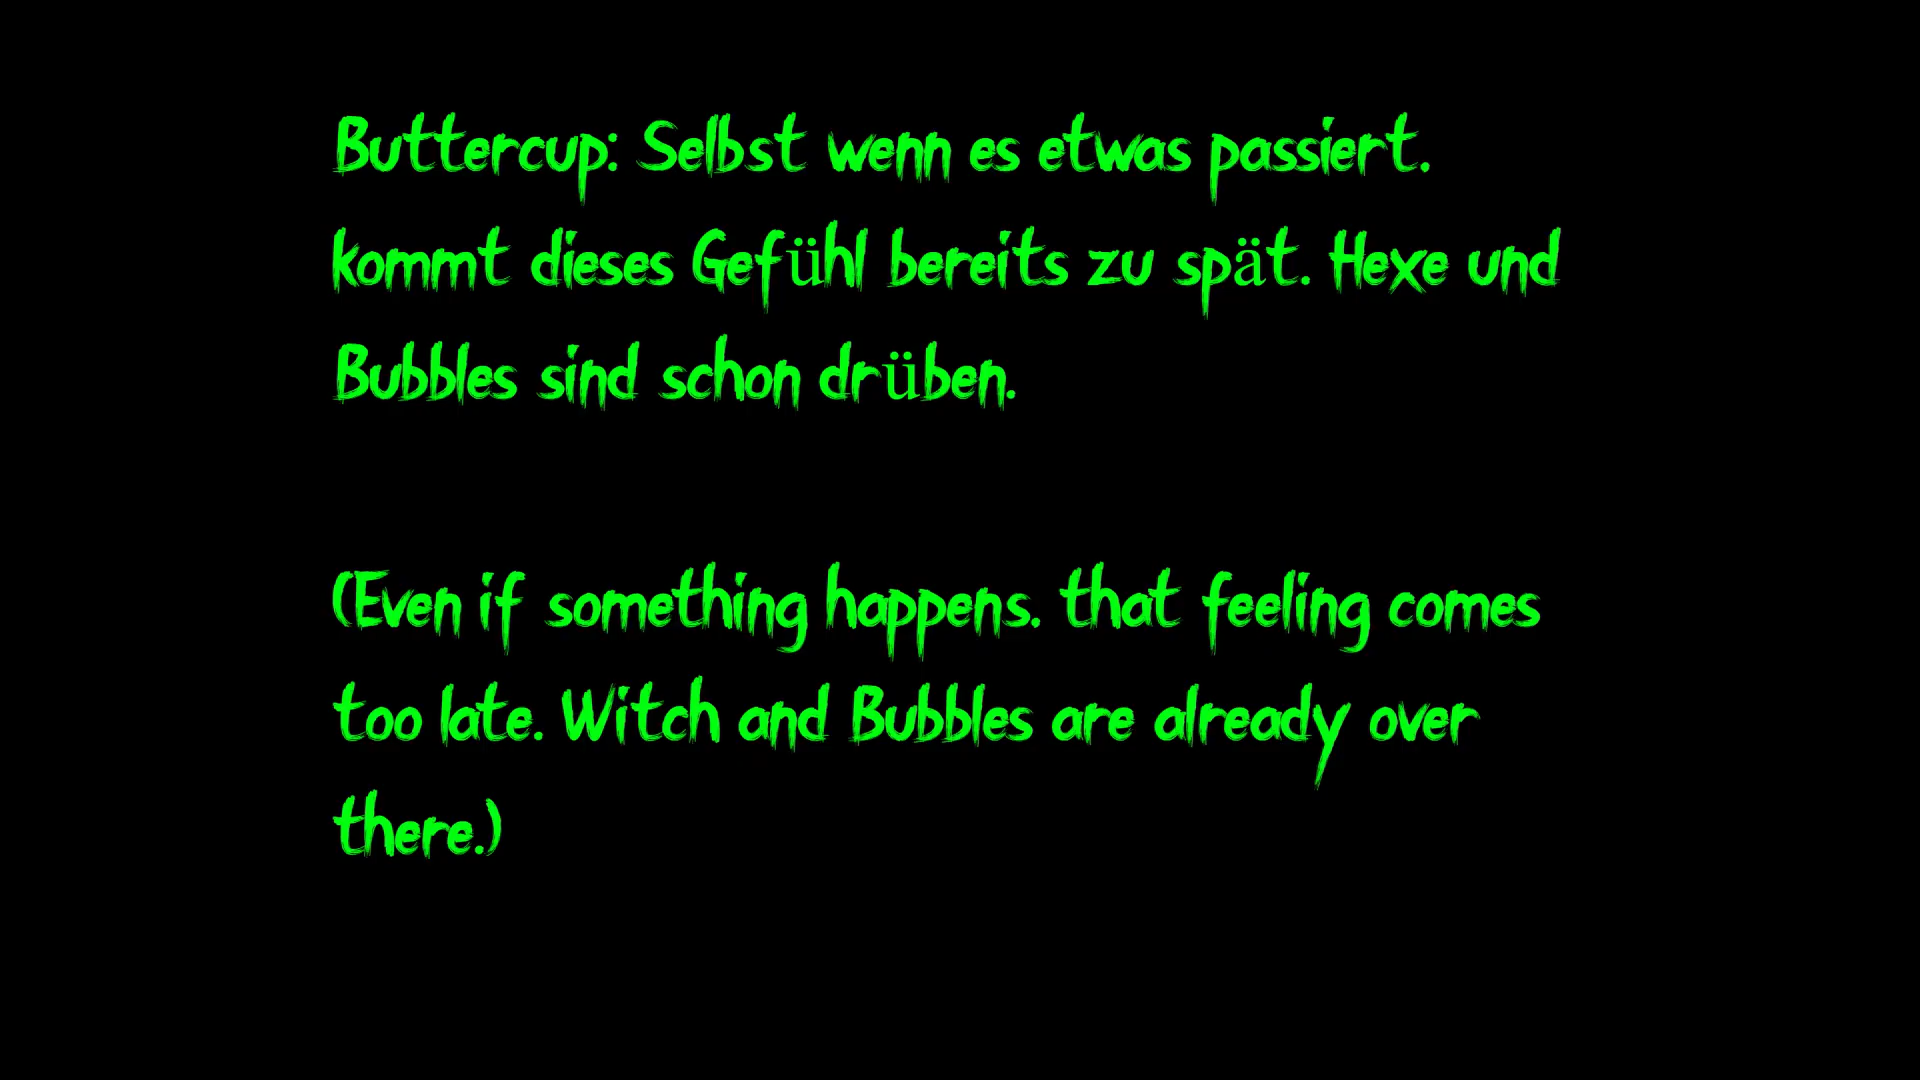 Buttercup: Selbst wenn es etwas passiert.
kommt dieses Gefühl bereits zu spät. Hexe und
Bubbles sind schon drüben.
(Even if something happens. that feeling comes
too late. Witch and Bubbles are already over
there.)